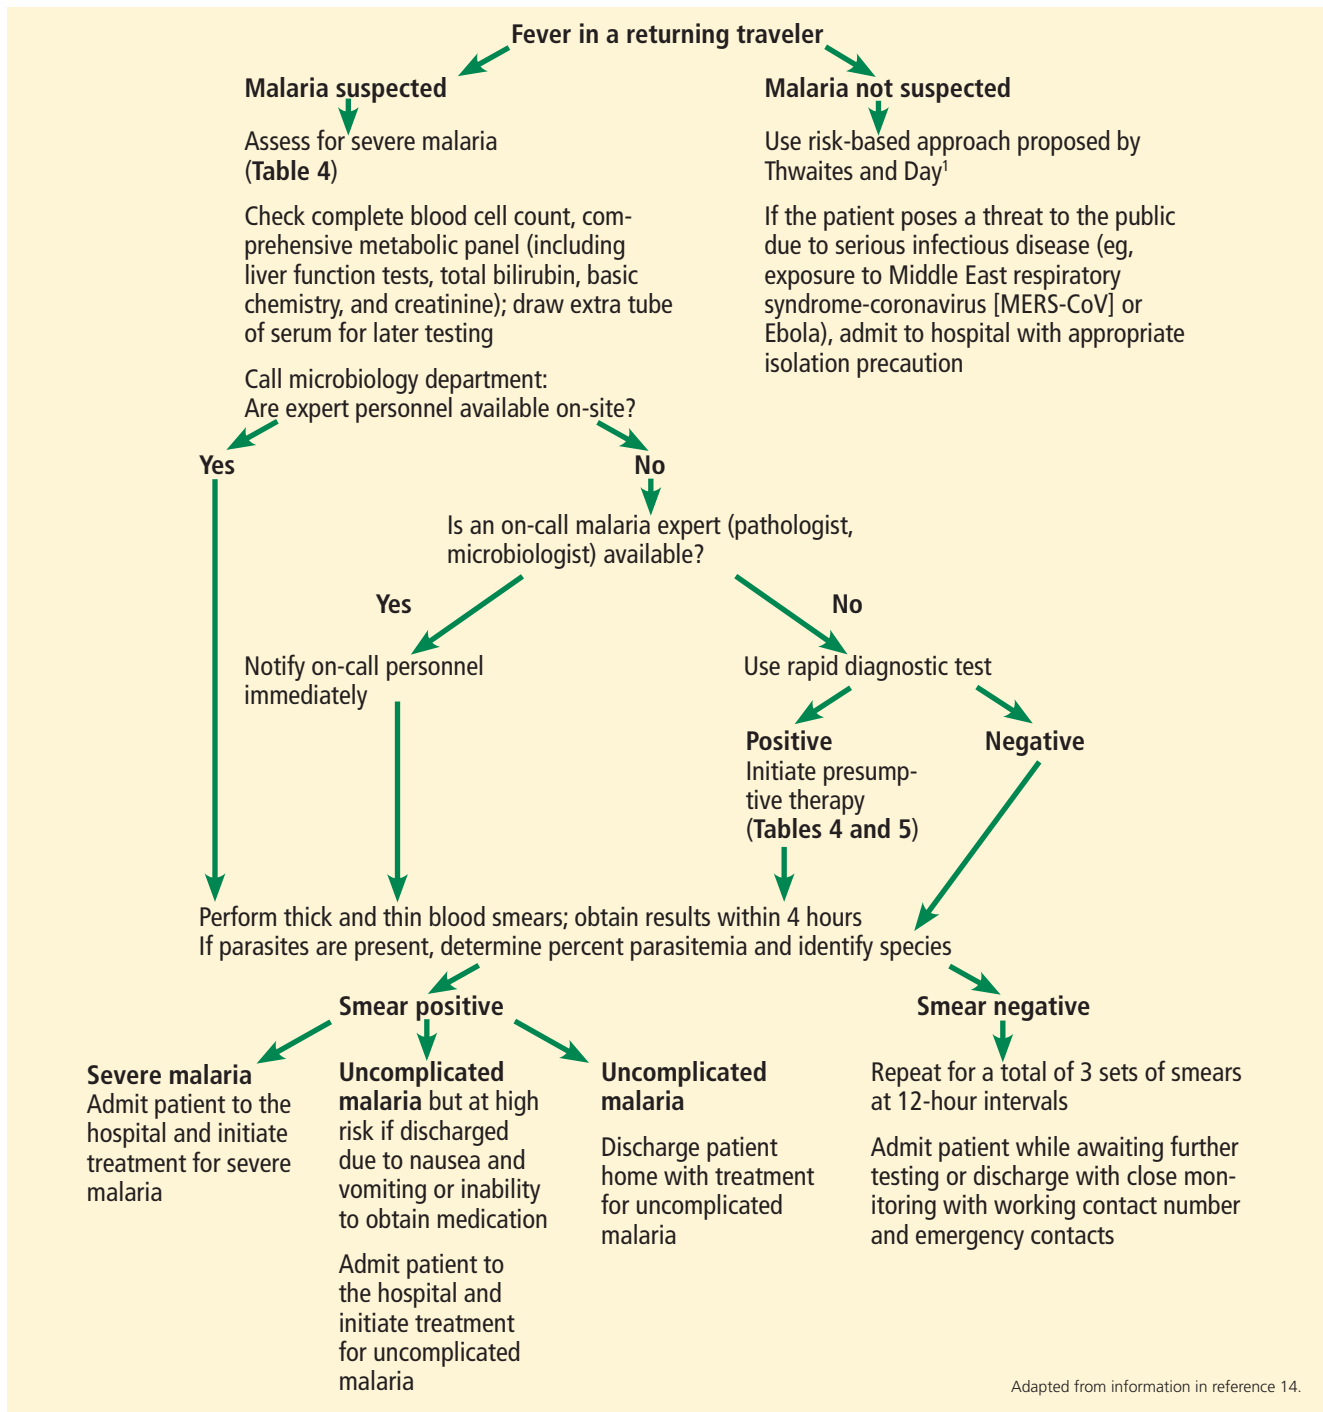 Fever in a returning traveler
Malaria suspected
Assess for severe malaria
(Table 4)
Check complete blood cell count, com-
prehensive metabolic panel (including
liver function tests, total bilirubin, basic
chemistry, and creatinine); draw extra tube
of serum for later testing
Call microbiology department:
Are expert personnel available on-site?
Malaria not suspected
Use risk-based approach proposed by
Thwaites and Day1
If the patient poses a threat to the public
due to serious infectious disease (eg,
exposure to Middle East respiratory
syndrome-coronavirus [MERS-CoV] or
Ebola), admit to hospital with appropriate
isolation precaution
Yes
No
Is an on-call malaria expert (pathologist,
microbiologist) available?
Yes
No
Notify on-call personnel
immediately
Use rapid diagnostic test
Positive
Initiate presump-
tive therapy
(Tables 4 and 5)
Negative
Perform thick and thin blood smears; obtain results within 4 hours
If parasites are present, determine percent parasitemia and identify species
Smear positive
Smear negative
Severe malaria
Admit patient to the
hospital and initiate
treatment for severe
malaria
Uncomplicated
malaria but at high
risk if discharged
due to nausea and
vomiting or inability
to obtain medication
Admit patient to
the hospital and
initiate treatment
for uncomplicated
malaria
Uncomplicated
malaria
Discharge patient
home with treatment
for uncomplicated
malaria
Repeat for a total of 3 sets of smears
at 12-hour intervals
Admit patient while awaiting further
testing or discharge with close mon-
itoring with working contact number
and emergency contacts
Adapted from information in reference 14.